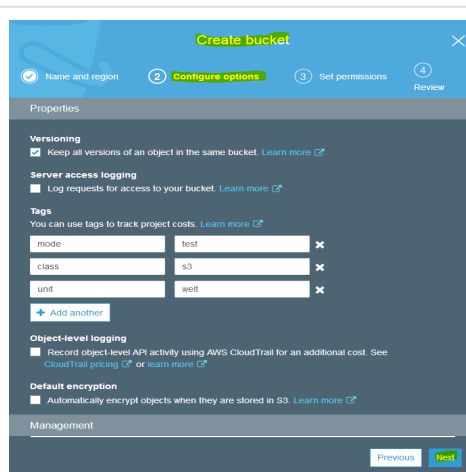 Create bucket
Name and region
2 Configure options
3 Set permissions
4
Review
Properties
Versioning
Keep all versions of an object in the same bucket. Learn more
Server access logging
Log requests for access to your bucket. Learn more
Tags
You can use tags to track project costs. Learn more
mode test
class s3
unit weit
+ Add another
Object-level logging
Record object-level API activity using AWS CloudTrail for an additional cost. See
CloudTrail pricing or learn more
Default encryption
Automatically encrypt objects when they are stored in S3. Learn more
Management
Previous Next